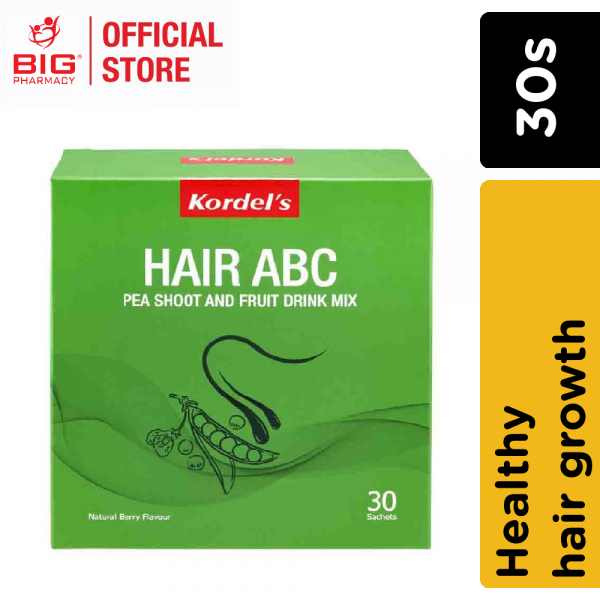 BIG®
PHARMACY
OFFICIAL
STORE
30s
Kordel's
Kordel's
HAIR ABC
PEA SHOOT AND FRUIT DRINK MIX
Natural Berry Flavour
30
Sachets
Healthy
hair growth